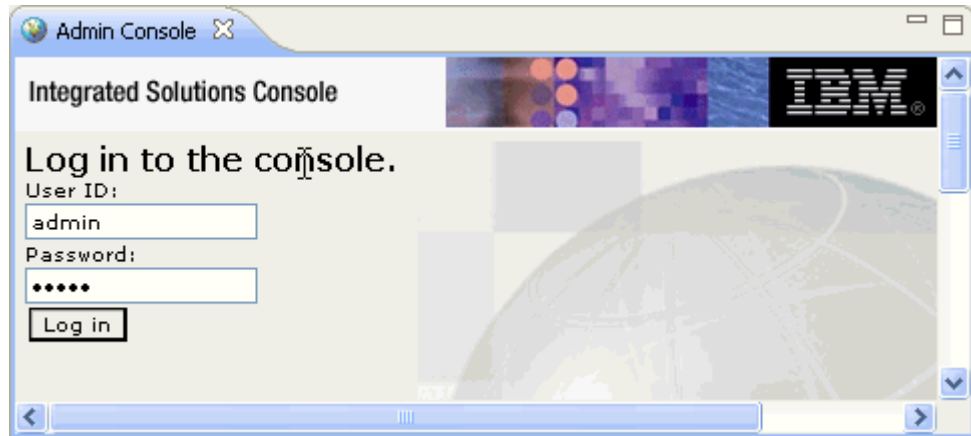 Admin Console
Integrated Solutions Console
IBM®
Log in to the console.
User ID:
admin
Password:
•••••
Log in